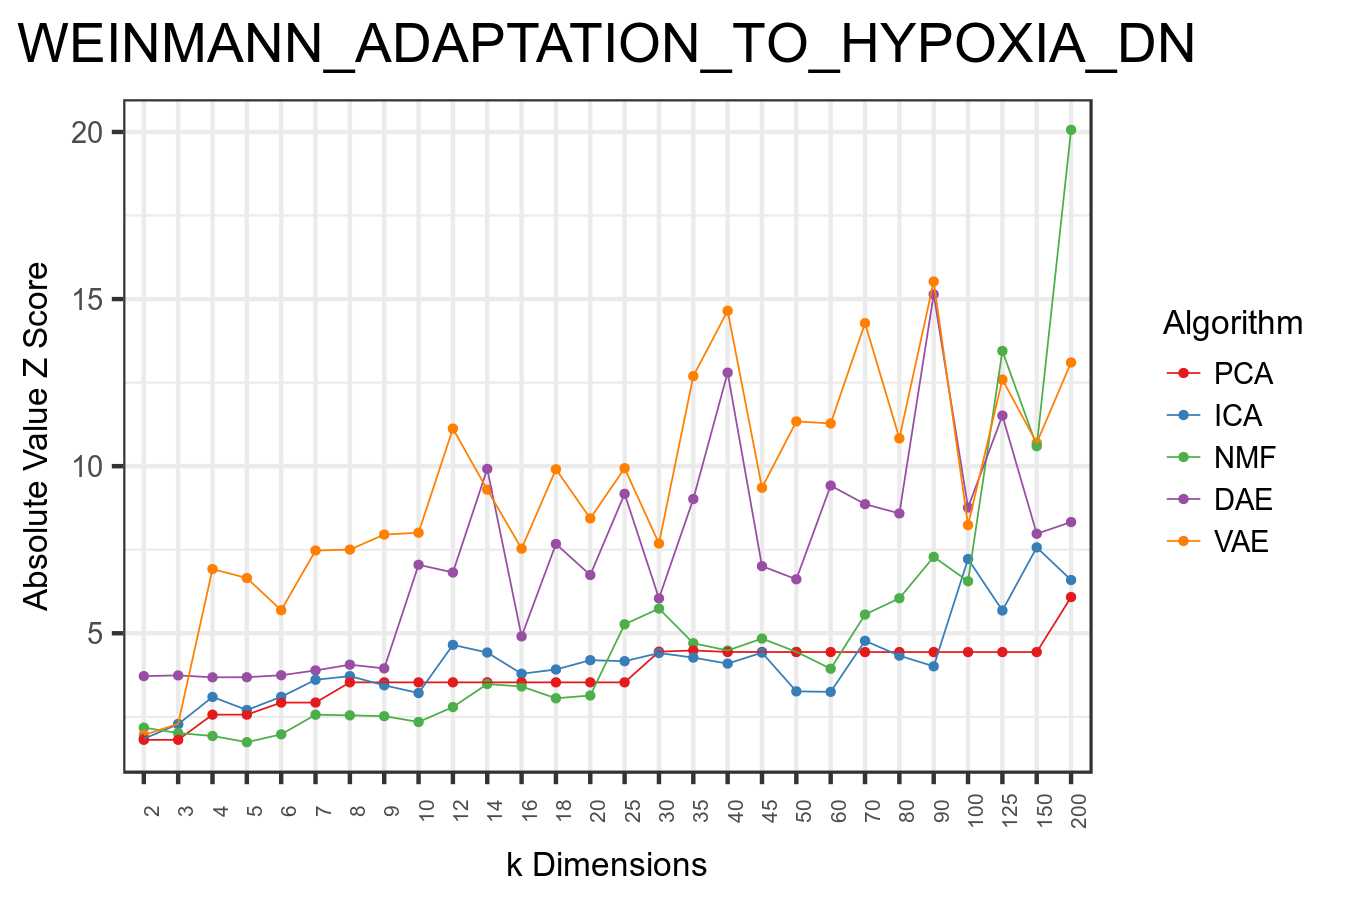 WEINMANN_ADAPTATION_TO_HYPOXIA_DN
20
15
10
5
Absolute Value Z Score
2 3 4 5 6 7 8 9 10 12 14 16 18 20 25 30 35 40 45 50 60 70 80 90 100 125 150 200
k Dimensions
Algorithm
PCA
ICA
NMF
DAE
VAE